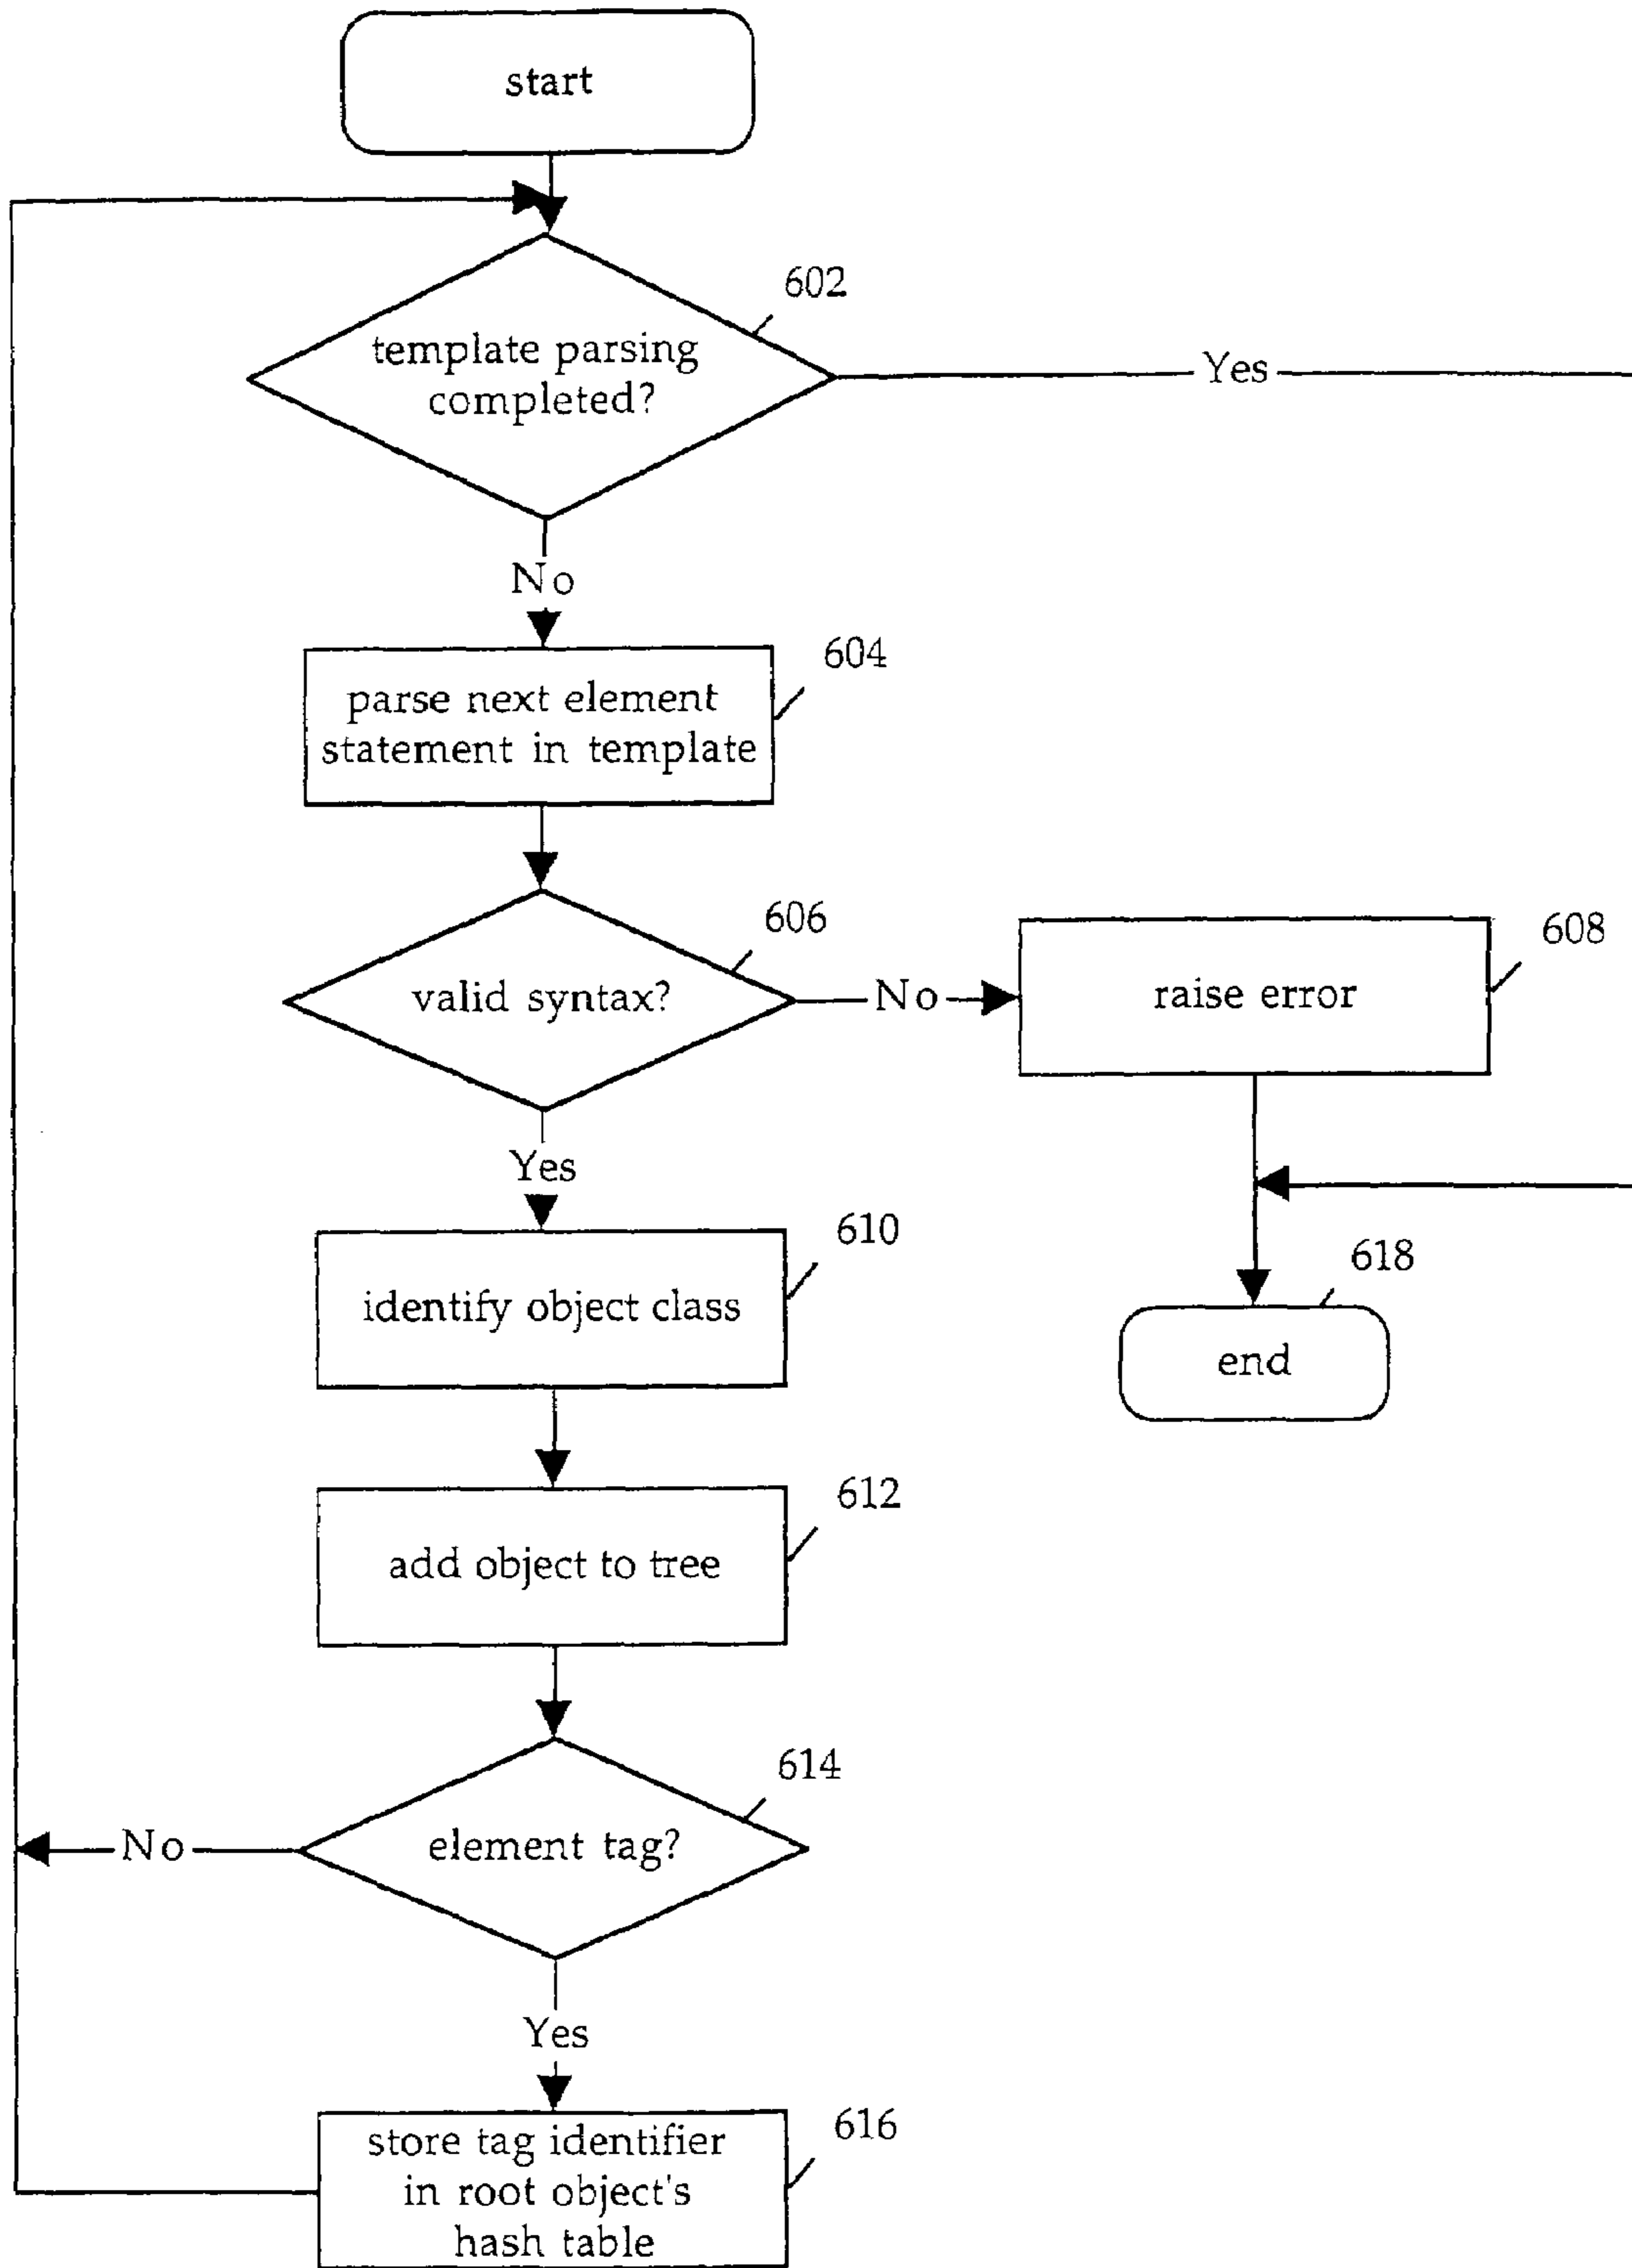 start
602
template parsing
completed?
Yes
No
604
parse next element
statement in template
606
valid syntax?
No
608
raise error
Yes
610
identify object class
618
end
612
add object to tree
614
element tag?
No
Yes
616
store tag identifier
in root object's
hash table